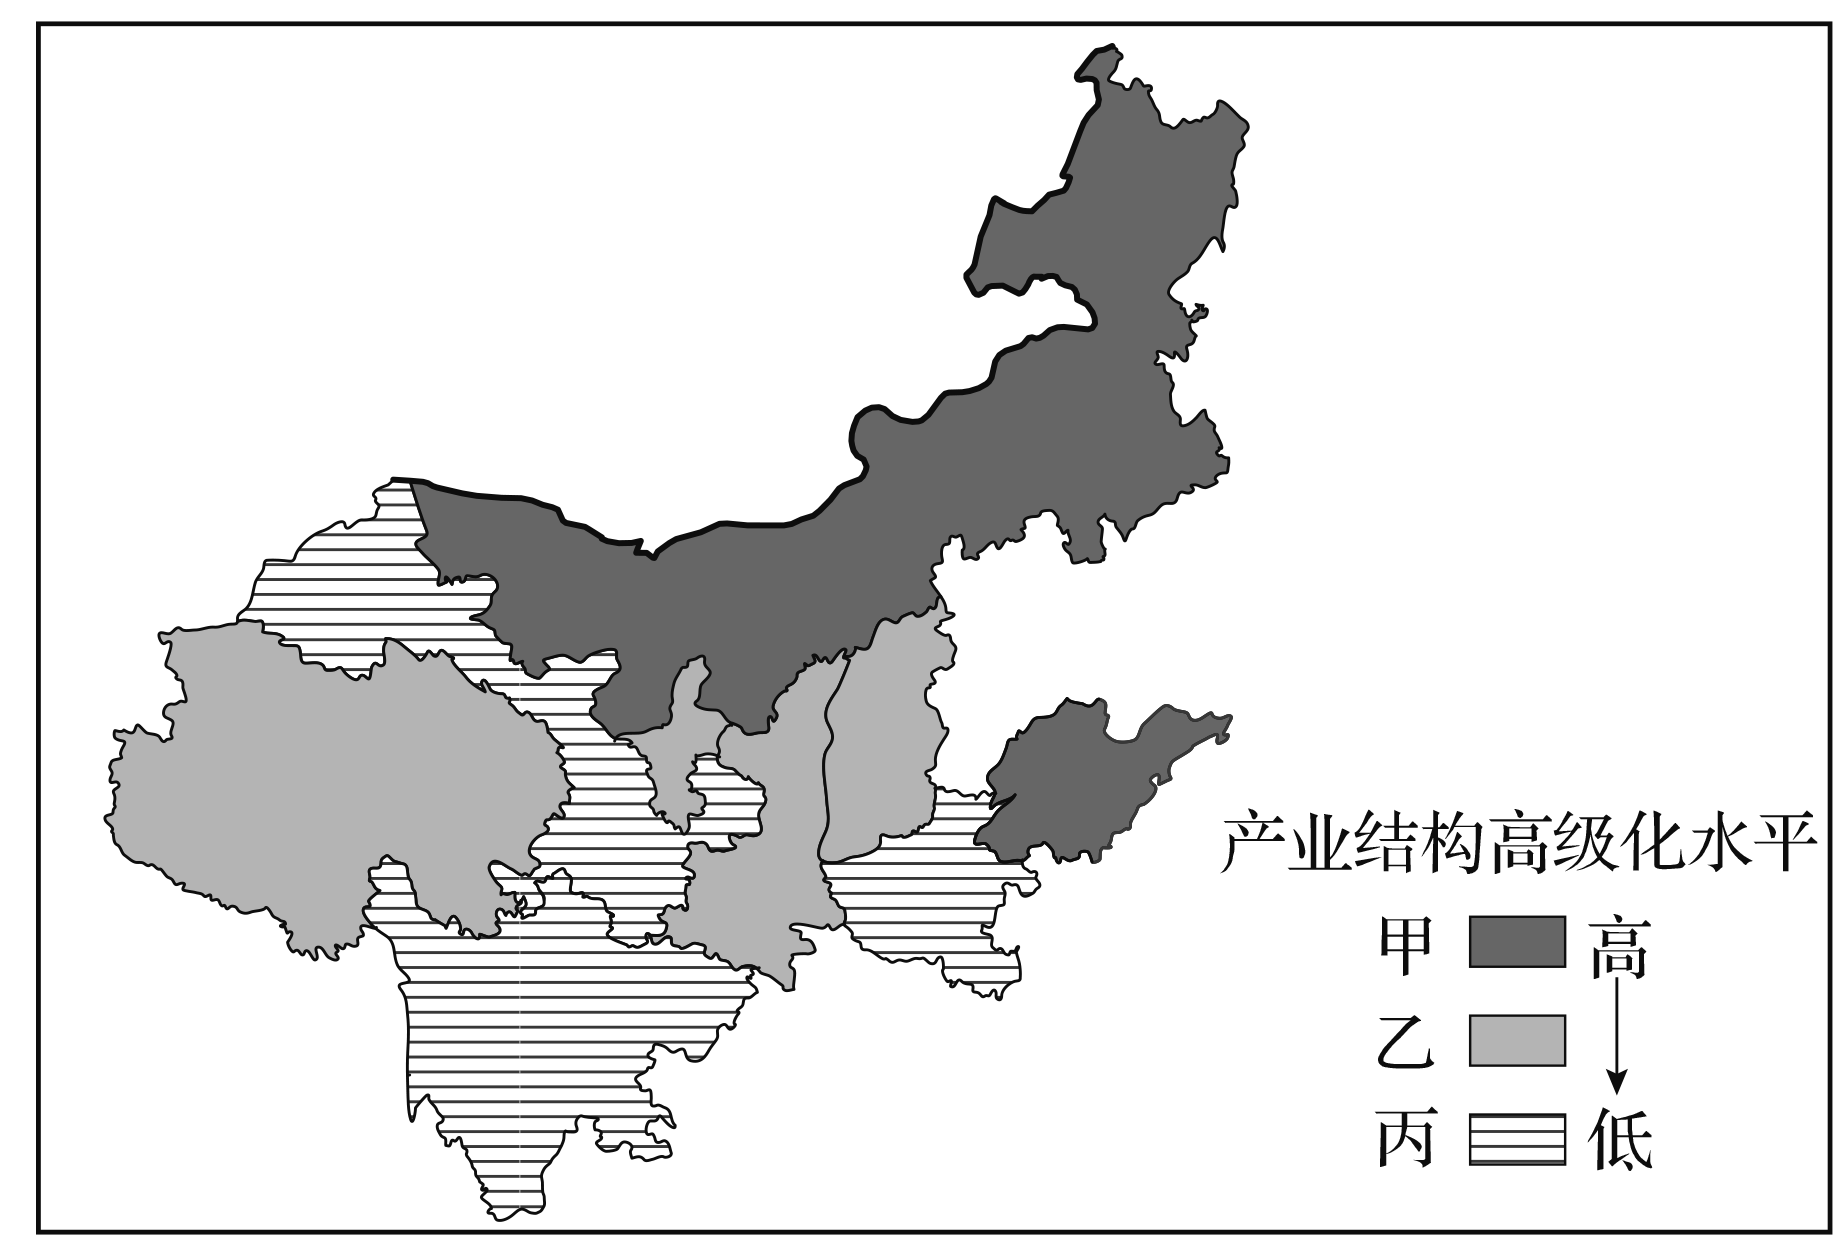 产业结构高级化水平
甲 高
乙
丙 低